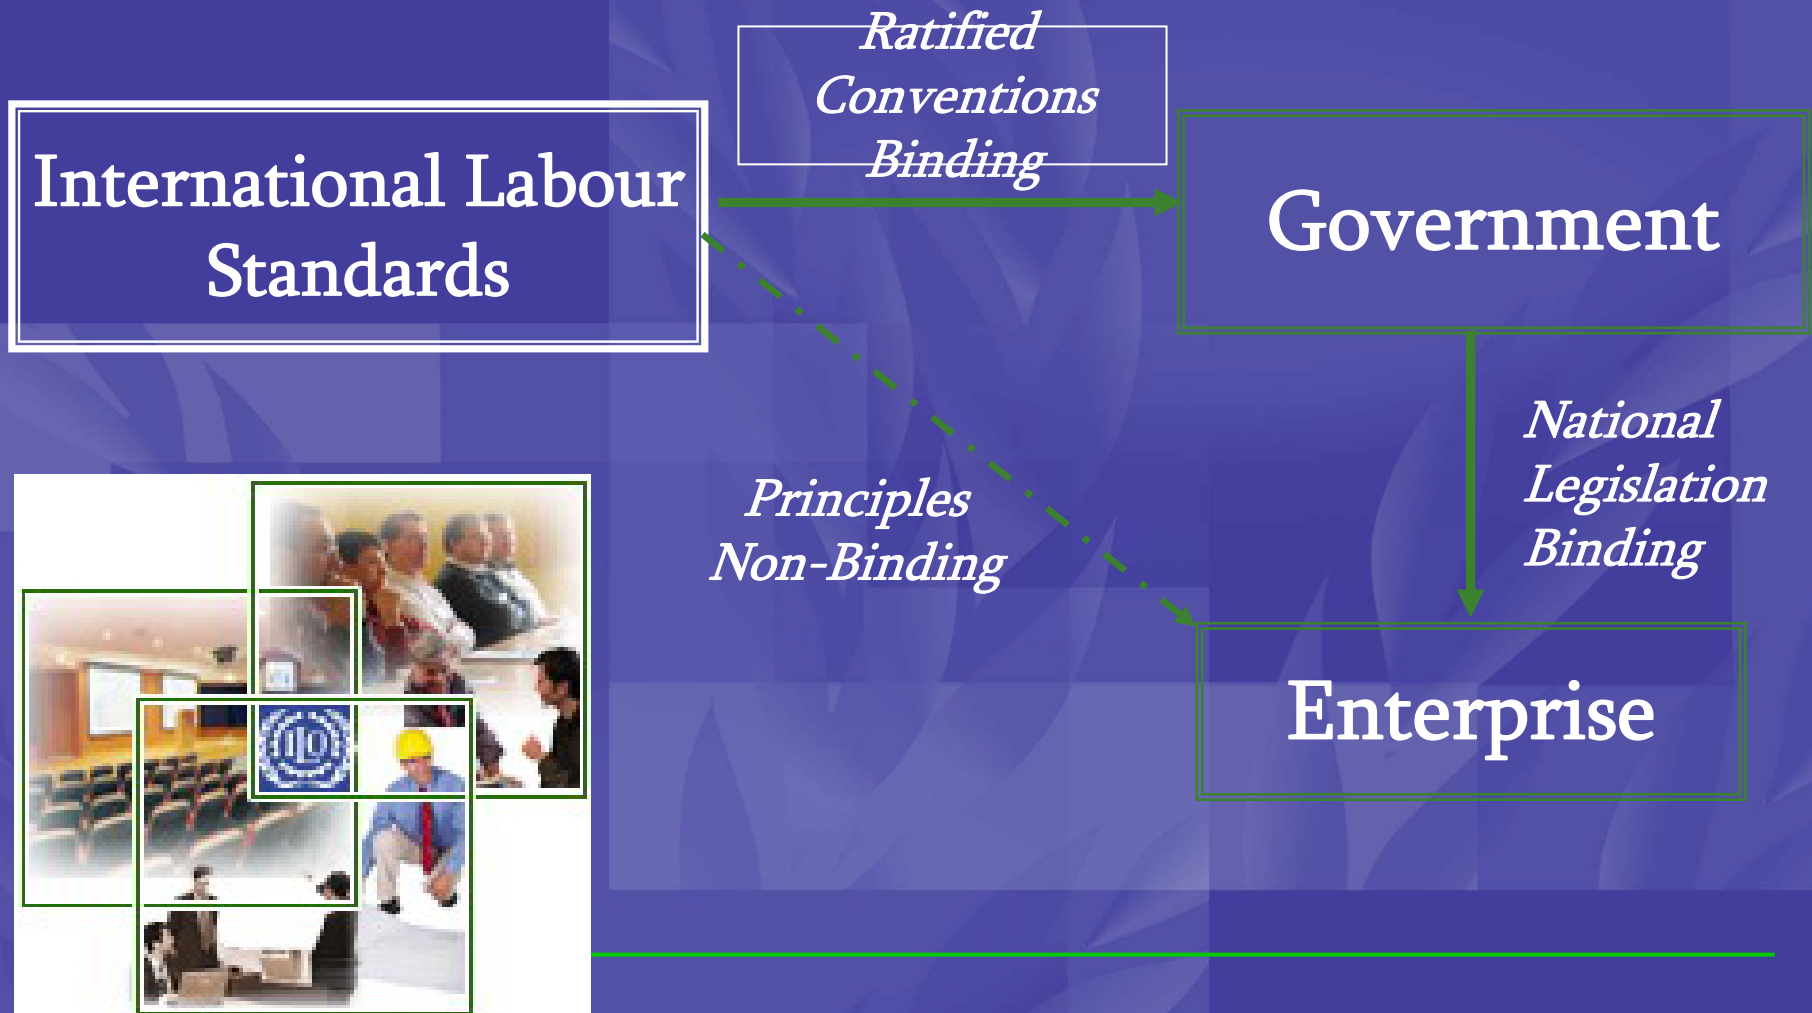 Ratified
Conventions
Binding
International Labour
Standards
Government
National
Legislation
Binding
Principles
Non-Binding
Enterprise
ILO